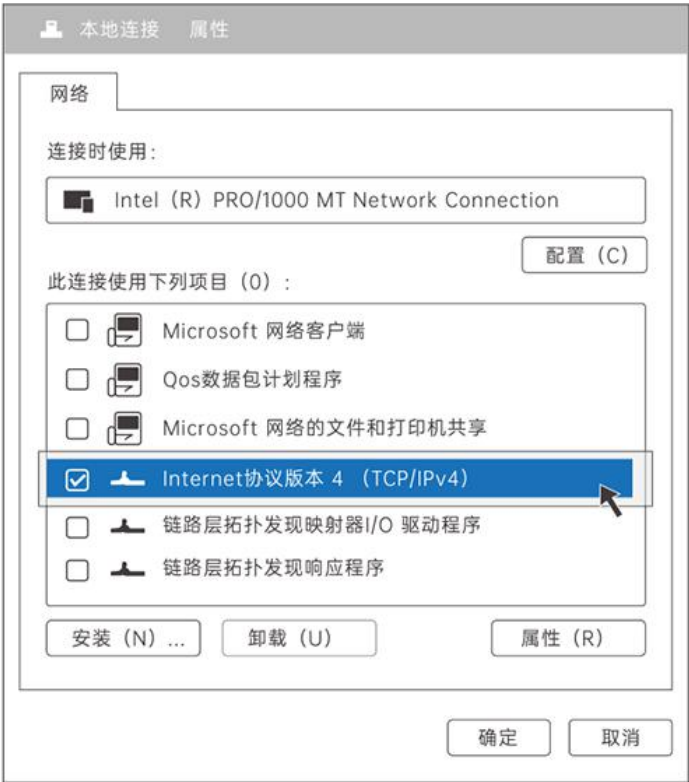 本地连接 属性
网络
连接时使用：
Intel（R）PRO/1000 MT Network Connection
配置（C）
此连接使用下列项目（0）：
Microsoft 网络客户端
Qos数据包计划程序
Microsoft 网络的文件和打印机共享
Internet协议版本 4 （TCP/IPv4）
链路层拓扑发现映射器I/O 驱动程序
链路层拓扑发现响应程序
安装（N）... 卸载（U） 属性（R）
确定 取消